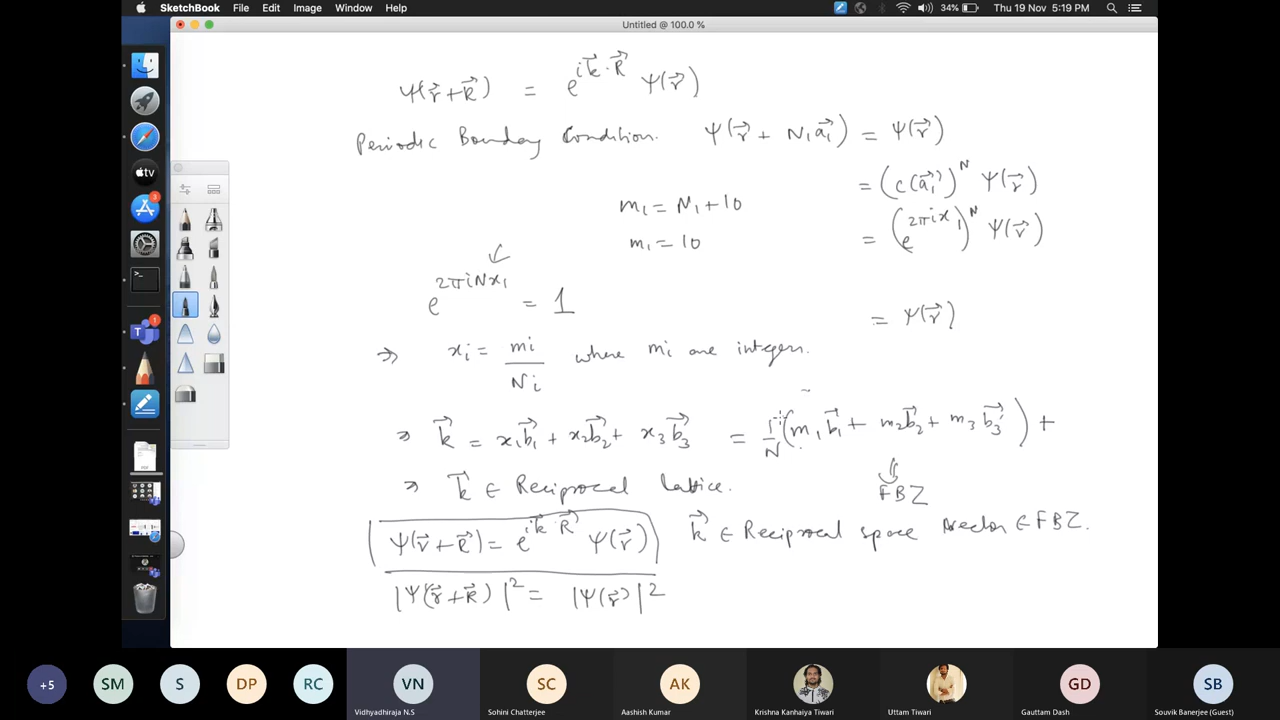 SketchBook File Edit Image Window Help
34% Thu 19 Nov 5:19 PM
Untitled @ 100.0 %
ψ(r⃗+R⃗) = e^{ik⃗·R⃗} ψ(r⃗)
Periodic Boundary Condition. ψ(r⃗ + N₁a⃗₁) = ψ(r⃗)
= (c(a⃗₁))^N ψ(r⃗)
m₁ = N₁+10
m₁ = 10
= (e^{2πix₁})^N ψ(r⃗)
e^{2πiNx₁} = 1
= ψ(r⃗)
⇒ xᵢ = mᵢ/Nᵢ where mᵢ are integers.
⇒ k⃗ = x₁b⃗₁ + x₂b⃗₂ + x₃b⃗₃ = 1/N (m₁b⃗₁ + m₂b⃗₂ + m₃b⃗₃) +
⇒ k⃗ ∈ Reciprocal lattice.
FBZ
ψ(r⃗+R⃗) = e^{ik⃗·R⃗} ψ(r⃗) k⃗ ∈ Reciprocal space vector ∈ FBZ.
|ψ(r⃗+R⃗)|² = |ψ(r⃗)|²
tv
3
1
+5 SM S DP RC VN SC AK GD SB
Vidhyadhiraja N.S Sohini Chatterjee Aashish Kumar Krishna Kanhaiya Tiwari Uttam Tiwari Gauttam Dash Souvik Banerjee (Guest)